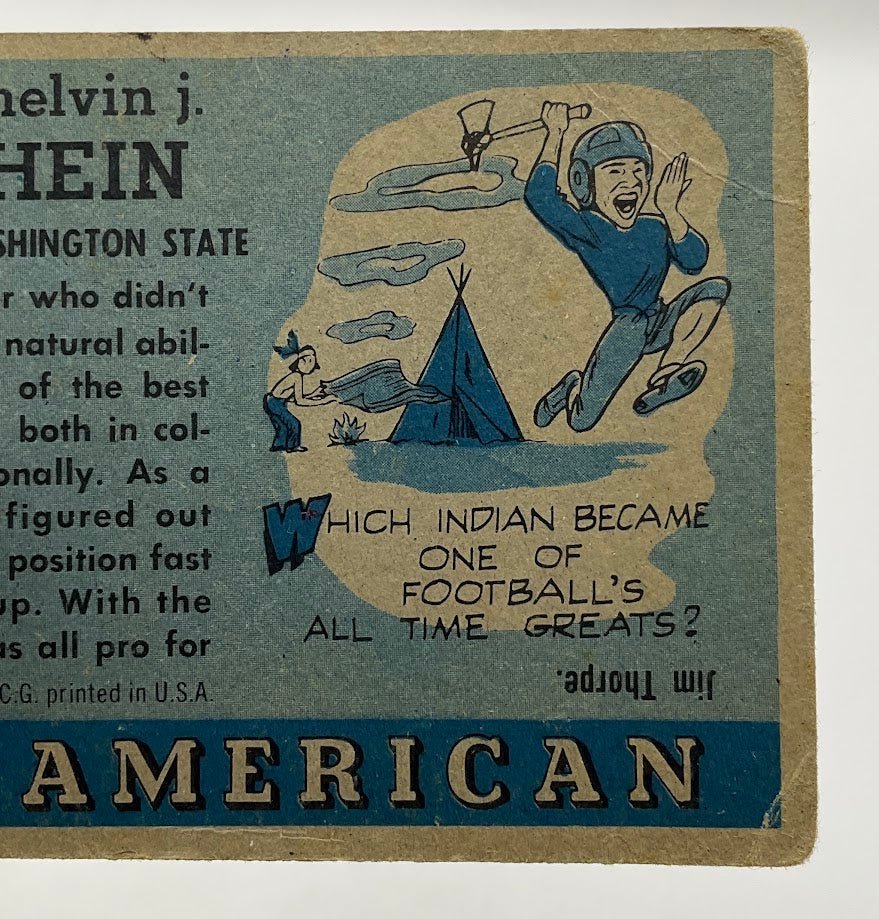 melvin j.
HEIN
SHINGTON STATE
r who didn't
natural abil-
of the best
both in col-
onally. As a
figured out
position fast
up. With the
as all pro for
C.G. printed in U.S.A.
WHICH INDIAN BECAME
ONE OF
FOOTBALL'S
ALL TIME GREATS?
Jim Thorpe.
AMERICAN